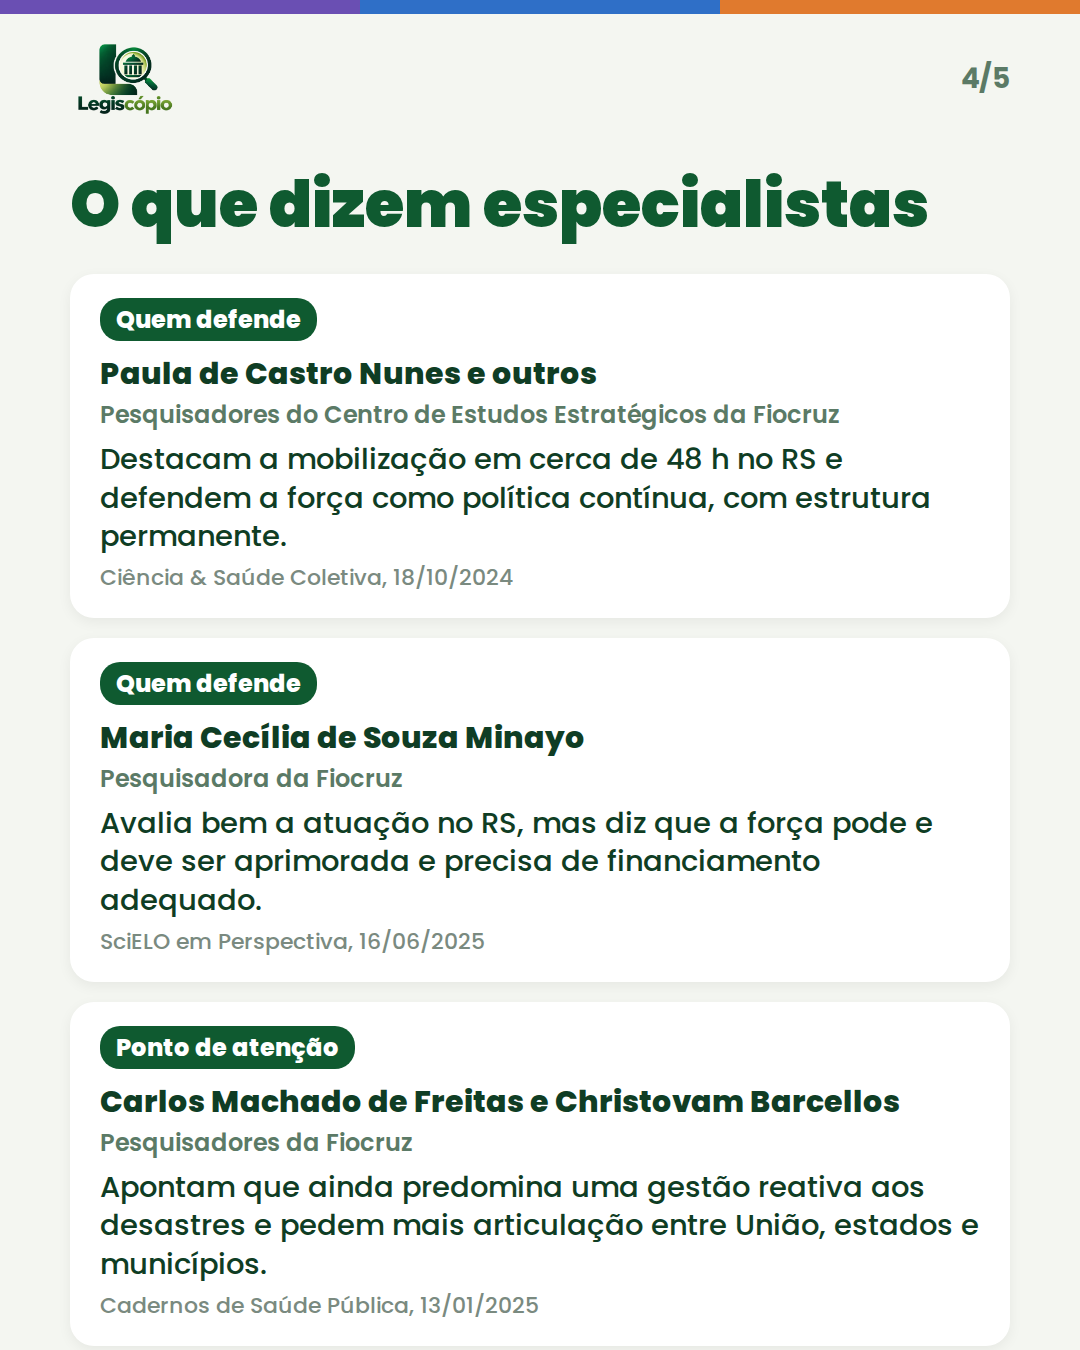 Legiscópio
4/5
O que dizem especialistas
Quem defende
Paula de Castro Nunes e outros
Pesquisadores do Centro de Estudos Estratégicos da Fiocruz
Destacam a mobilização em cerca de 48 h no RS e
defendem a força como política contínua, com estrutura
permanente.
Ciência & Saúde Coletiva, 18/10/2024
Quem defende
Maria Cecília de Souza Minayo
Pesquisadora da Fiocruz
Avalia bem a atuação no RS, mas diz que a força pode e
deve ser aprimorada e precisa de financiamento
adequado.
SciELO em Perspectiva, 16/06/2025
Ponto de atenção
Carlos Machado de Freitas e Christovam Barcellos
Pesquisadores da Fiocruz
Apontam que ainda predomina uma gestão reativa aos
desastres e pedem mais articulação entre União, estados e
municípios.
Cadernos de Saúde Pública, 13/01/2025